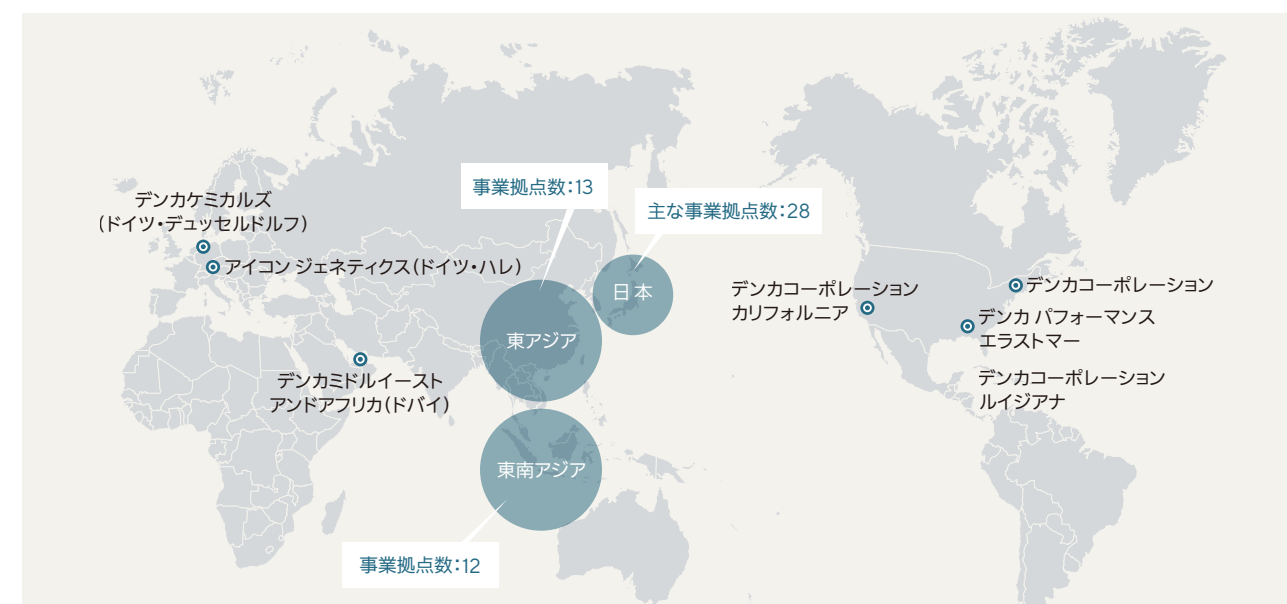 事業拠点数：13
主な事業拠点数：28
デンカケミカルズ
（ドイツ・デュッセルドルフ）
アイコン ジェネティクス（ドイツ・ハレ）
日本
デンカコーポレーション
カリフォルニア
デンカコーポレーション
デンカ パフォーマンス
エラストマー
東アジア
デンカミドルイースト
アンドアフリカ（ドバイ）
デンカコーポレーション
ルイジアナ
東南アジア
事業拠点数：12